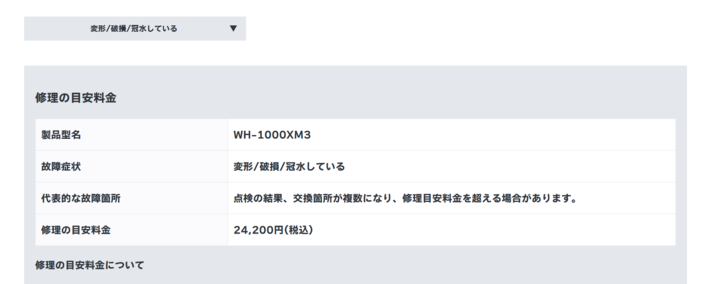 変形/破損/冠水している ▼
修理の目安料金
製品型名 WH-1000XM3
故障症状 変形/破損/冠水している
代表的な故障箇所 点検の結果、交換箇所が複数になり、修理目安料金を超える場合があります。
修理の目安料金 24,200円(税込)
修理の目安料金について